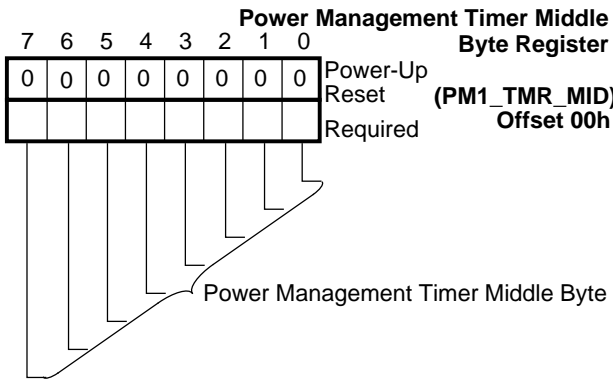 Power Management Timer Middle
Byte Register
(PM1_TMR_MID)
Offset 00h
7 6 5 4 3 2 1 0
0 0 0 0 0 0 0 0
Power-Up
Reset
Required
Power Management Timer Middle Byte